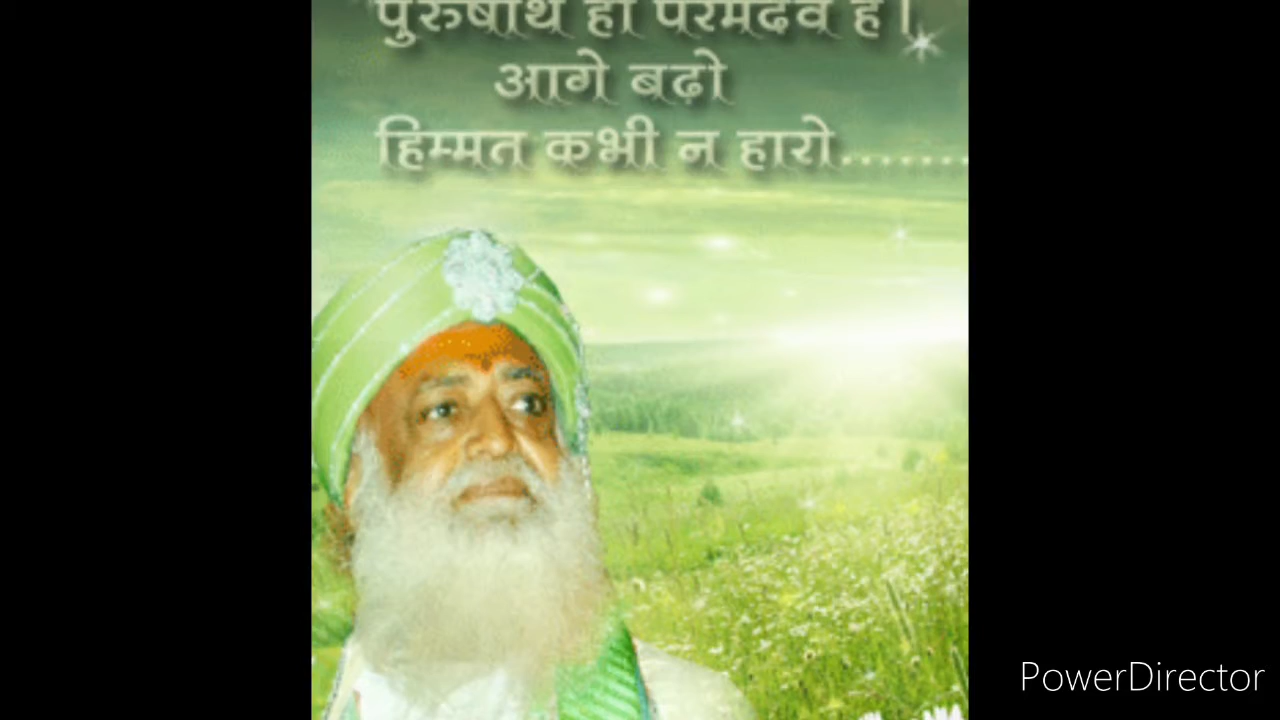 पुरुषार्थ ही परमदेव है।
आगे बढ़ो
हिम्मत कभी न हारो.......
PowerDirector